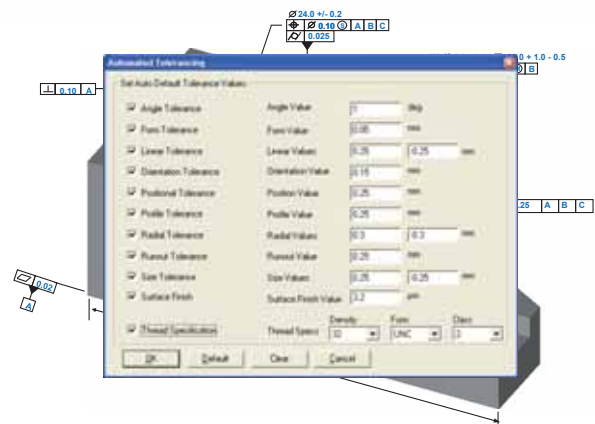 ⌀ 24.0 +/- 0.2
⌖ ⌀ 0.10 Ⓢ A B C
⌭ 0.025
0 + 1.0 - 0.5
B
⊥ 0.10 A
.25 A B C
⏥ 0.02
A
Automated Tolerancing
Set Auto Default Tolerance Values
Angle Tolerance Angle Value 1 deg
Form Tolerance Form Value 0.05 mm
Linear Tolerance Linear Values 0.25 -0.25 mm
Orientation Tolerance Orientation Value 0.15 mm
Positional Tolerance Position Value 0.25 mm
Profile Tolerance Profile Value 0.25 mm
Radial Tolerance Radial Values 0.3 -0.3 mm
Runout Tolerance Runout Value 0.25 mm
Size Tolerance Size Values 0.25 -0.25 mm
Surface Finish Surface Finish Value 3.2 µm
Density Form Class
Thread Specification Thread Specs 32 UNC 2
OK Default Clear Cancel